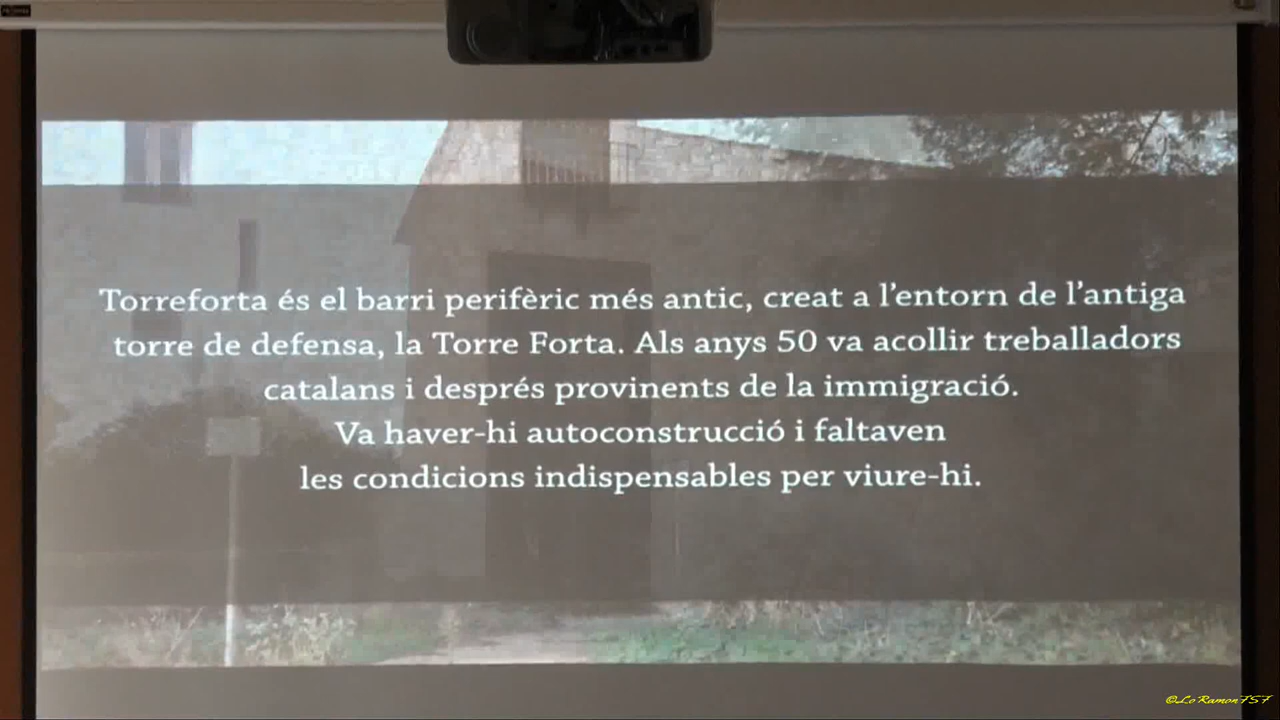 Torreforta és el barri perifèric més antic, creat a l'entorn de l'antiga
torre de defensa, la Torre Forta. Als anys 50 va acollir treballadors
catalans i després provinents de la immigració.
Va haver-hi autoconstrucció i faltaven
les condicions indispensables per viure-hi.
©LoRamon757